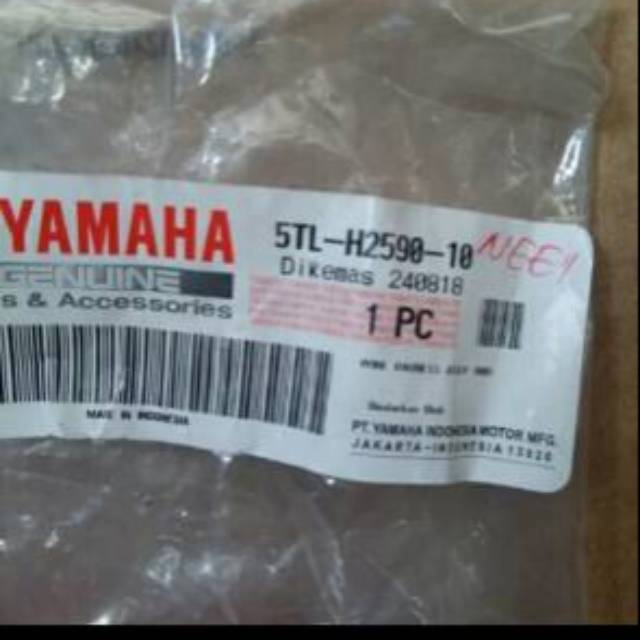 YAMAHA
GENUINE
s & Accessories
MADE IN INDONESIA
5TL-H2590-10
Dikemas 240818
1 PC
PT. YAMAHA INDONESIA MOTOR MFG.
JAKARTA-INDONESIA 13920